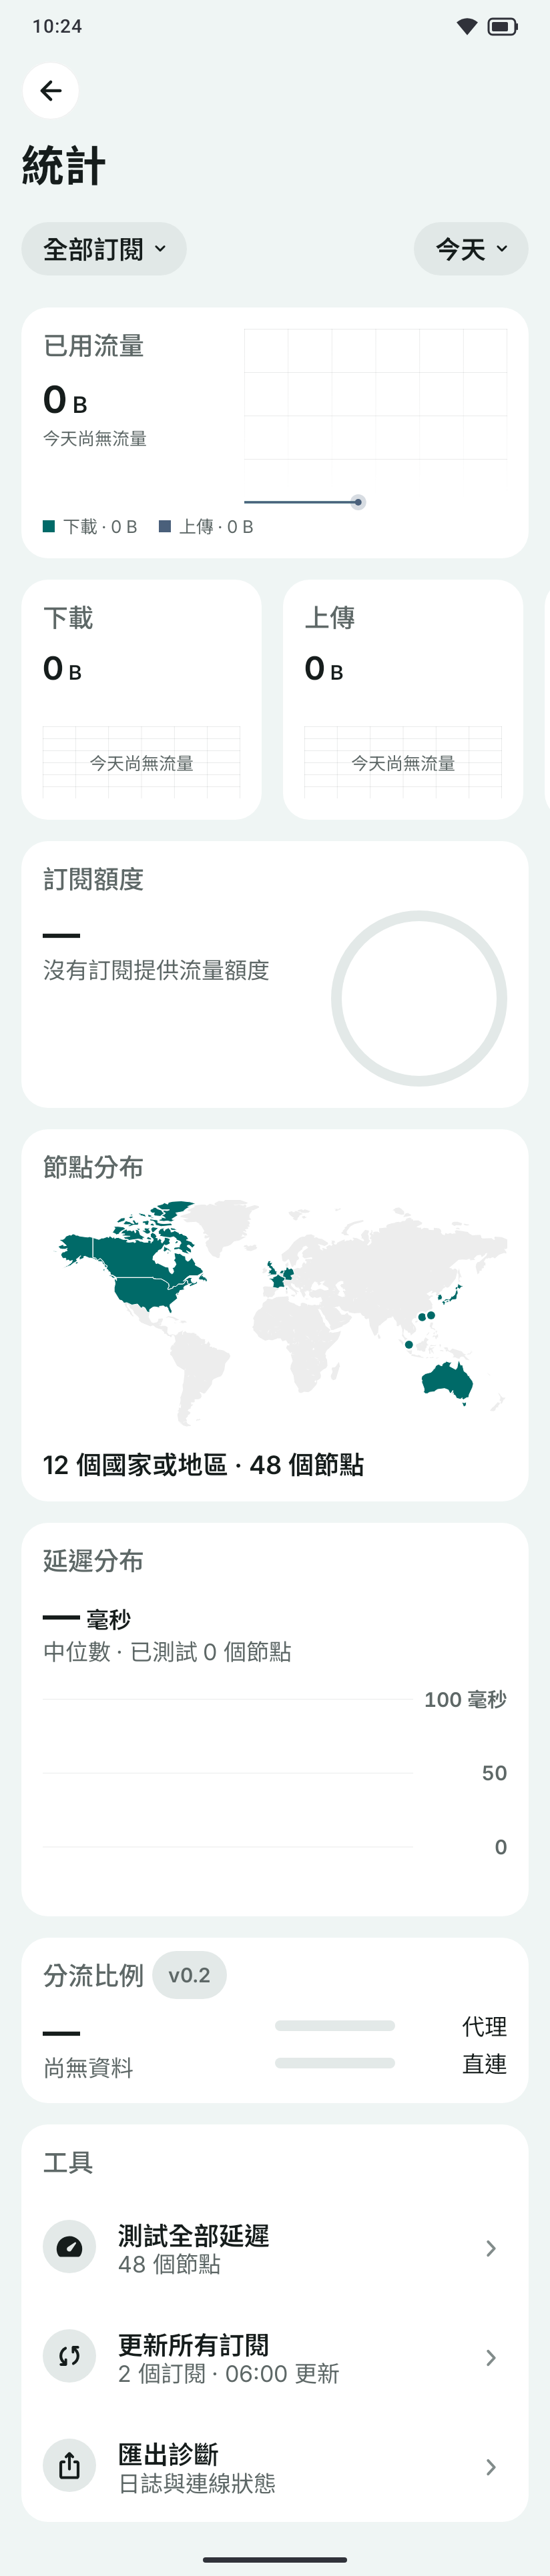 10:24
統計
全部訂閱
今天
已用流量
0 B
今天尚無流量
下載 · 0 B
上傳 · 0 B
下載
0 B
今天尚無流量
上傳
0 B
今天尚無流量
訂閱額度
—
沒有訂閱提供流量額度
節點分布
12 個國家或地區 · 48 個節點
延遲分布
— 毫秒
中位數 · 已測試 0 個節點
100 毫秒
50
0
分流比例 v0.2
—
尚無資料
代理
直連
工具
測試全部延遲
48 個節點
更新所有訂閱
2 個訂閱 · 06:00 更新
匯出診斷
日誌與連線狀態